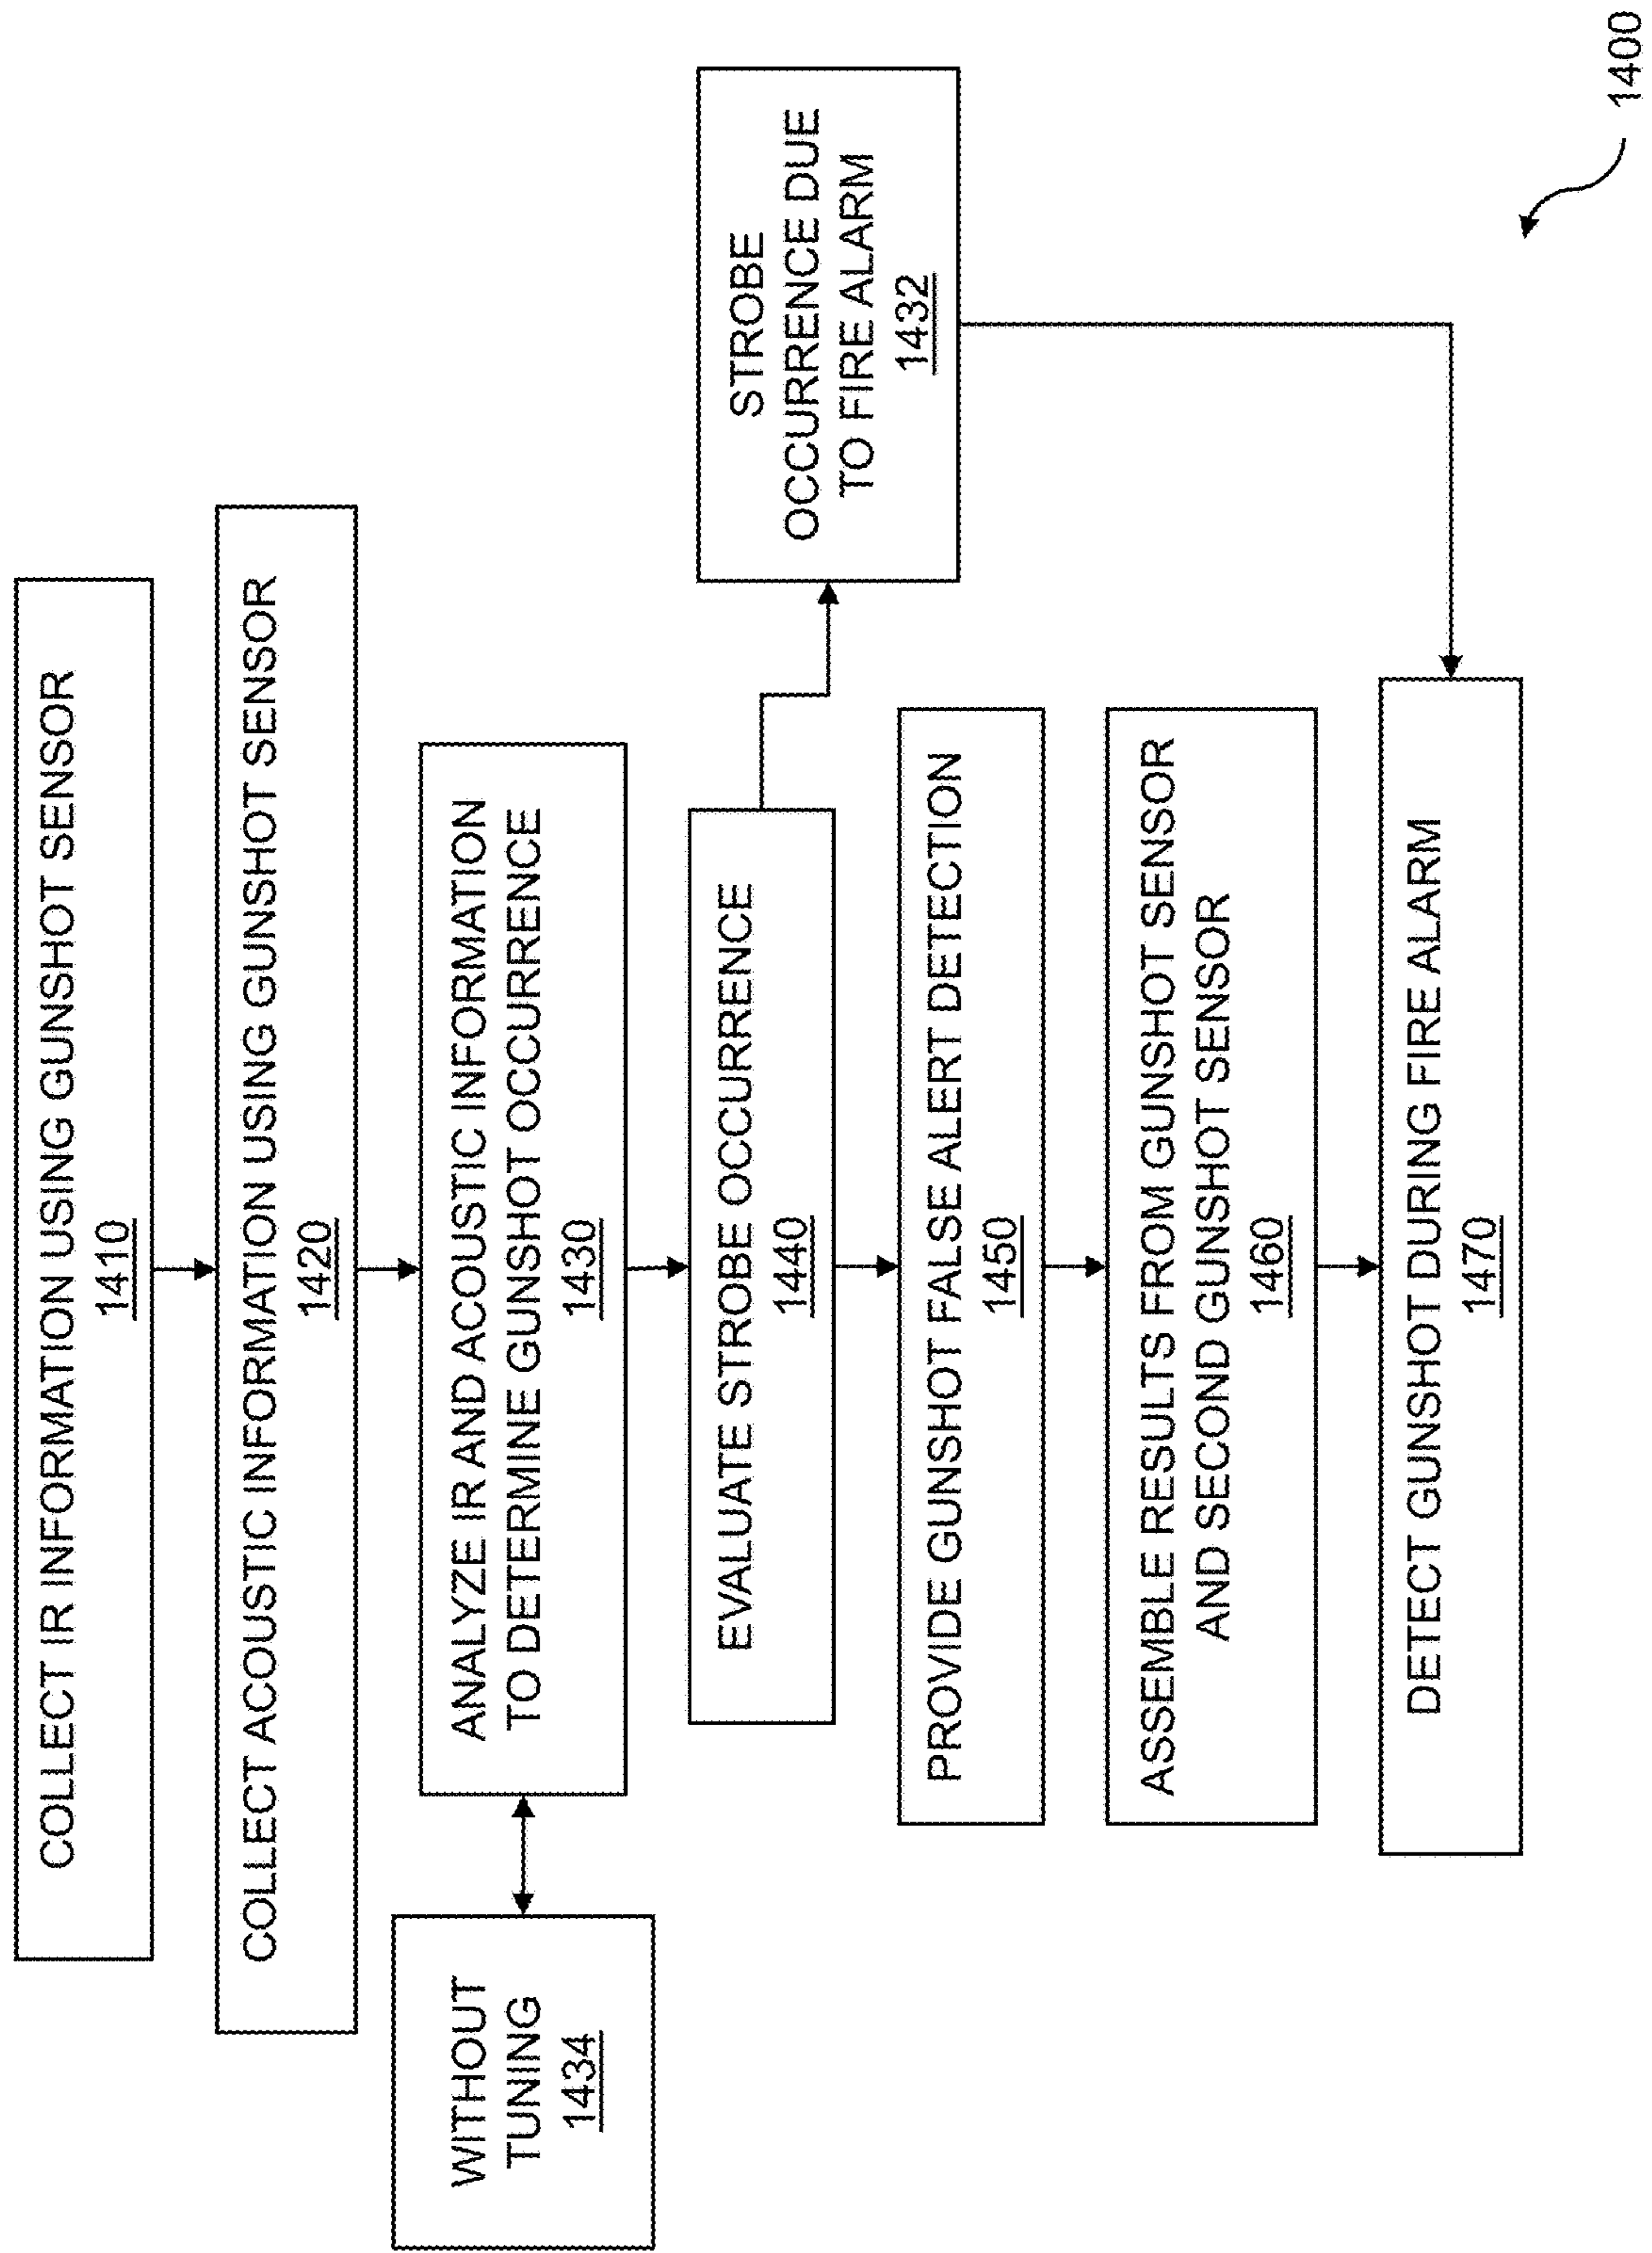 COLLECT IR INFORMATION USING GUNSHOT SENSOR
1410
COLLECT ACOUSTIC INFORMATION USING GUNSHOT SENSOR
1420
WITHOUT
TUNING
1434
ANALYZE IR AND ACOUSTIC INFORMATION
TO DETERMINE GUNSHOT OCCURRENCE
1430
EVALUATE STROBE OCCURRENCE
1440
STROBE
OCCURRENCE DUE
TO FIRE ALARM
1432
PROVIDE GUNSHOT FALSE ALERT DETECTION
1450
ASSEMBLE RESULTS FROM GUNSHOT SENSOR
AND SECOND GUNSHOT SENSOR
1460
DETECT GUNSHOT DURING FIRE ALARM
1470
1400